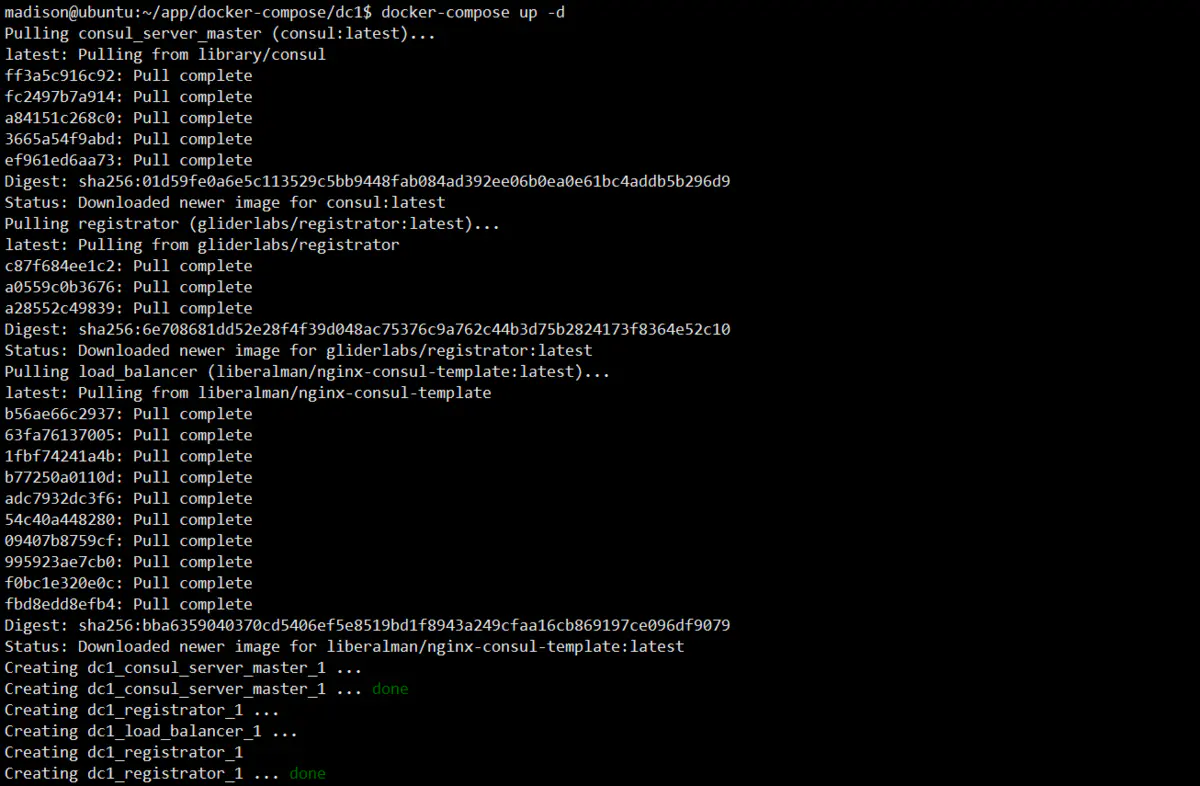 madison@ubuntu:~/app/docker-compose/dc1$ docker-compose up -d
Pulling consul_server_master (consul:latest)...
latest: Pulling from library/consul
ff3a5c916c92: Pull complete
fc2497b7a914: Pull complete
a84151c268c0: Pull complete
3665a54f9abd: Pull complete
ef961ed6aa73: Pull complete
Digest: sha256:01d59fe0a6e5c113529c5bb9448fab084ad392ee06b0ea0e61bc4addb5b296d9
Status: Downloaded newer image for consul:latest
Pulling registrator (gliderlabs/registrator:latest)...
latest: Pulling from gliderlabs/registrator
c87f684ee1c2: Pull complete
a0559c0b3676: Pull complete
a28552c49839: Pull complete
Digest: sha256:6e708681dd52e28f4f39d048ac75376c9a762c44b3d75b2824173f8364e52c10
Status: Downloaded newer image for gliderlabs/registrator:latest
Pulling load_balancer (liberalman/nginx-consul-template:latest)...
latest: Pulling from liberalman/nginx-consul-template
b56ae66c2937: Pull complete
63fa76137005: Pull complete
1fbf74241a4b: Pull complete
b77250a0110d: Pull complete
adc7932dc3f6: Pull complete
54c40a448280: Pull complete
09407b8759cf: Pull complete
995923ae7cb0: Pull complete
f0bc1e320e0c: Pull complete
fbd8edd8efb4: Pull complete
Digest: sha256:bba6359040370cd5406ef5e8519bd1f8943a249cfaa16cb869197ce096df9079
Status: Downloaded newer image for liberalman/nginx-consul-template:latest
Creating dc1_consul_server_master_1 ...
Creating dc1_consul_server_master_1 ... done
Creating dc1_registrator_1 ...
Creating dc1_load_balancer_1 ...
Creating dc1_registrator_1
Creating dc1_registrator_1 ... done